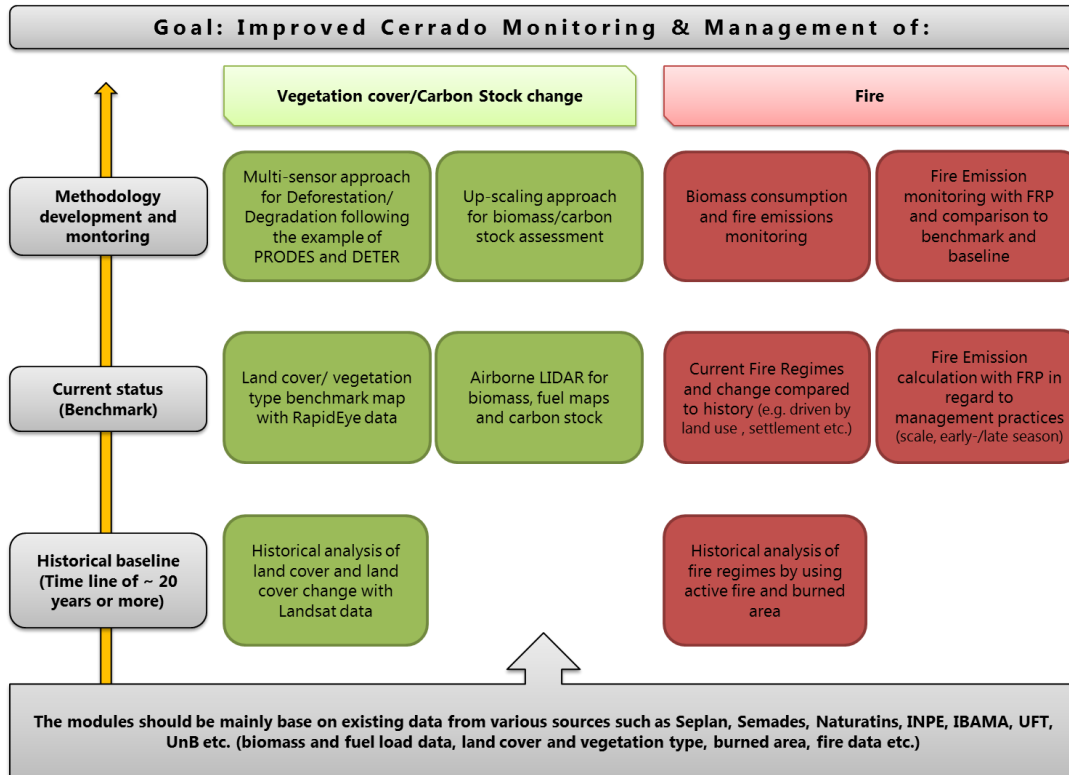 Goal: Improved Cerrado Monitoring & Management of:
Vegetation cover/Carbon Stock change
Fire
Methodology
development and
montoring
Multi-sensor approach
for Deforestation/
Degradation following
the example of
PRODES and DETER
Up-scaling approach
for biomass/carbon
stock assessment
Biomass consumption
and fire emissions
monitoring
Fire Emission
monitoring with FRP
and comparison to
benchmark and
baseline
Current status
(Benchmark)
Land cover/ vegetation
type benchmark map
with RapidEye data
Airborne LIDAR for
biomass, fuel maps
and carbon stock
Current Fire Regimes
and change compared
to history (e.g. driven by
land use , settlement etc.)
Fire Emission
calculation with FRP in
regard to
management practices
(scale, early-/late season)
Historical baseline
(Time line of ~ 20
years or more)
Historical analysis of
land cover and land
cover change with
Landsat data
Historical analysis of
fire regimes by using
active fire and burned
area
The modules should be mainly base on existing data from various sources such as Seplan, Semades, Naturatins, INPE, IBAMA, UFT,
UnB etc. (biomass and fuel load data, land cover and vegetation type, burned area, fire data etc.)